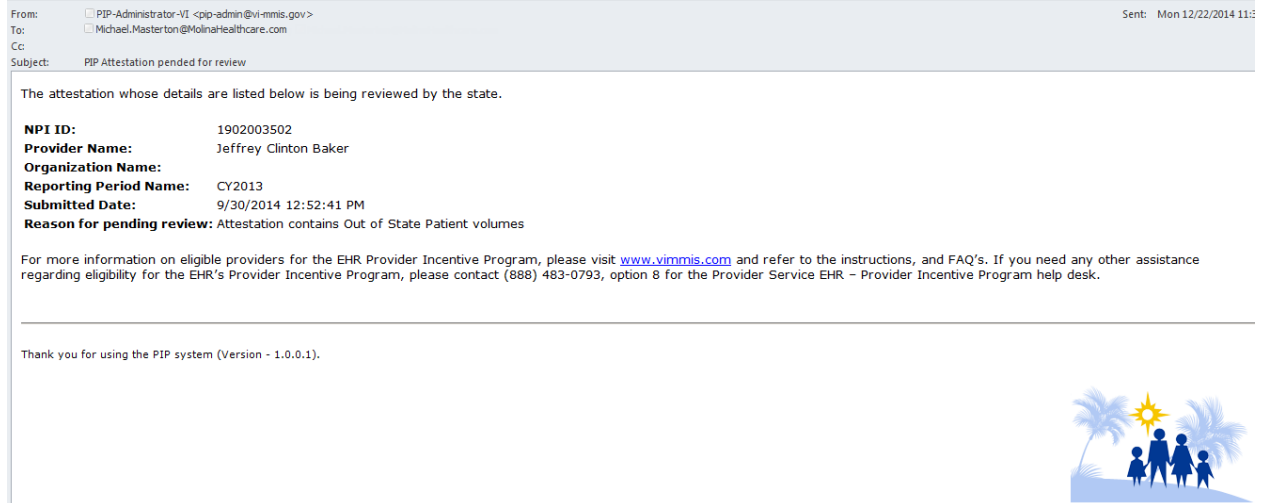 From: PIP-Administrator-VI <pip-admin@vi-mmis.gov> Sent: Mon 12/22/2014
To: Michael.Masterton@MolinaHealthcare.com
Cc:
Subject: PIP Attestation pended for review
The attestation whose details are listed below is being reviewed by the state.
NPI ID: 1902003502
Provider Name: Jeffrey Clinton Baker
Organization Name:
Reporting Period Name: CY2013
Submitted Date: 9/30/2014 12:52:41 PM
Reason for pending review: Attestation contains Out of State Patient volumes
For more information on eligible providers for the EHR Provider Incentive Program, please visit www.vimmis.com and refer to the instructions, and FAQ's. If you need any other assistance
regarding eligibility for the EHR's Provider Incentive Program, please contact (888) 483-0793, option 8 for the Provider Service EHR – Provider Incentive Program help desk.
Thank you for using the PIP system (Version - 1.0.0.1).